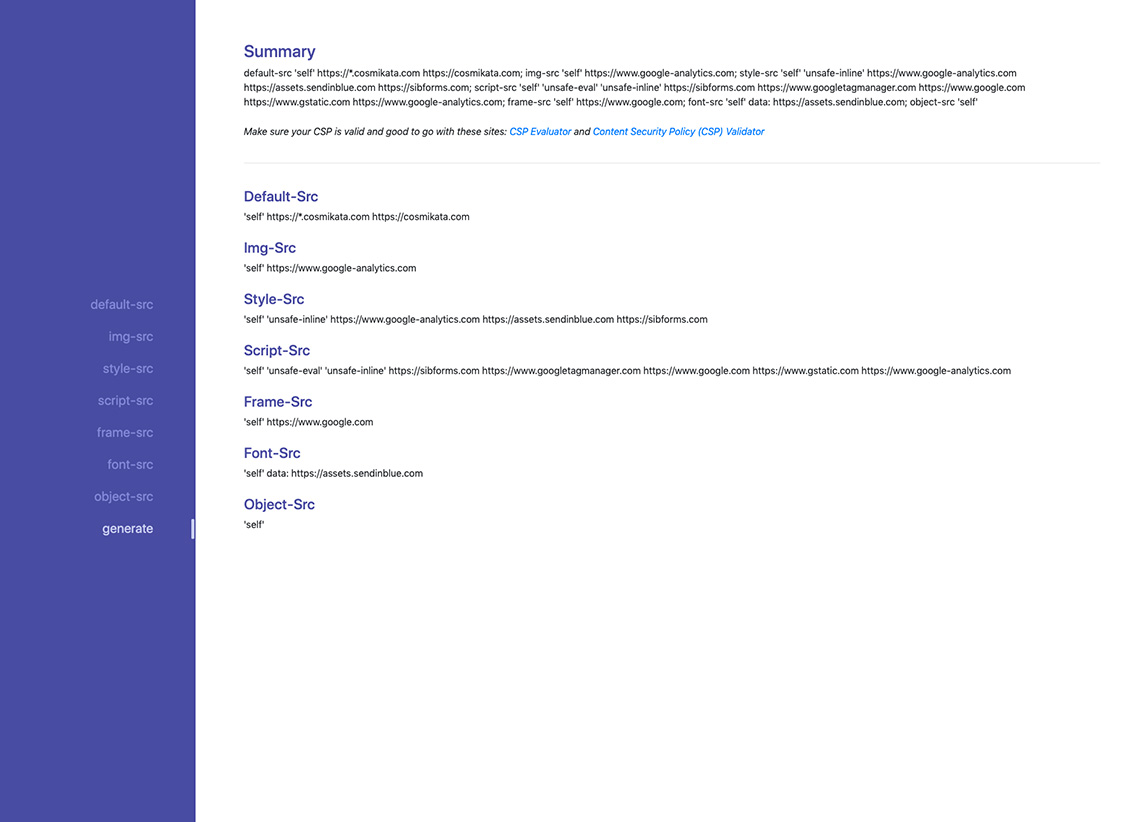 default-src
img-src
style-src
script-src
frame-src
font-src
object-src
generate
Summary
default-src 'self' https://*.cosmikata.com https://cosmikata.com; img-src 'self' https://www.google-analytics.com; style-src 'self' 'unsafe-inline' https://www.google-analytics.com
https://assets.sendinblue.com https://sibforms.com; script-src 'self' 'unsafe-eval' 'unsafe-inline' https://sibforms.com https://www.googletagmanager.com https://www.google.com
https://www.gstatic.com https://www.google-analytics.com; frame-src 'self' https://www.google.com; font-src 'self' data: https://assets.sendinblue.com; object-src 'self'
Make sure your CSP is valid and good to go with these sites: CSP Evaluator and Content Security Policy (CSP) Validator
Default-Src
'self' https://*.cosmikata.com https://cosmikata.com
Img-Src
'self' https://www.google-analytics.com
Style-Src
'self' 'unsafe-inline' https://www.google-analytics.com https://assets.sendinblue.com https://sibforms.com
Script-Src
'self' 'unsafe-eval' 'unsafe-inline' https://sibforms.com https://www.googletagmanager.com https://www.google.com https://www.gstatic.com https://www.google-analytics.com
Frame-Src
'self' https://www.google.com
Font-Src
'self' data: https://assets.sendinblue.com
Object-Src
'self'